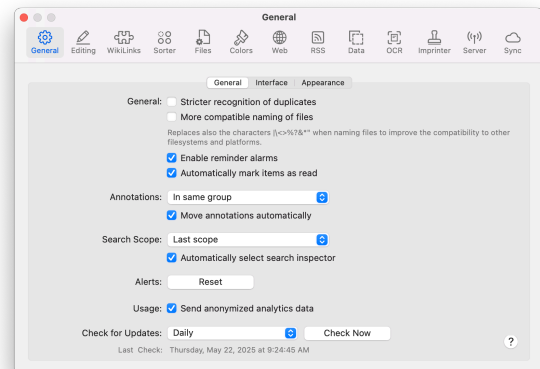 General
General Editing WikiLinks Sorter Files Colors Web RSS Data OCR Imprinter Server Sync
General Interface Appearance
General: Stricter recognition of duplicates
More compatible naming of files
Replaces also the characters |\<>%?&*" when naming files to improve the compatibility to other
filesystems and platforms.
Enable reminder alarms
Automatically mark items as read
Annotations: In same group
Move annotations automatically
Search Scope: Last scope
Automatically select search inspector
Alerts: Reset
Usage: Send anonymized analytics data
Check for Updates: Daily Check Now
Last Check: Thursday, May 22, 2025 at 9:24:45 AM
?